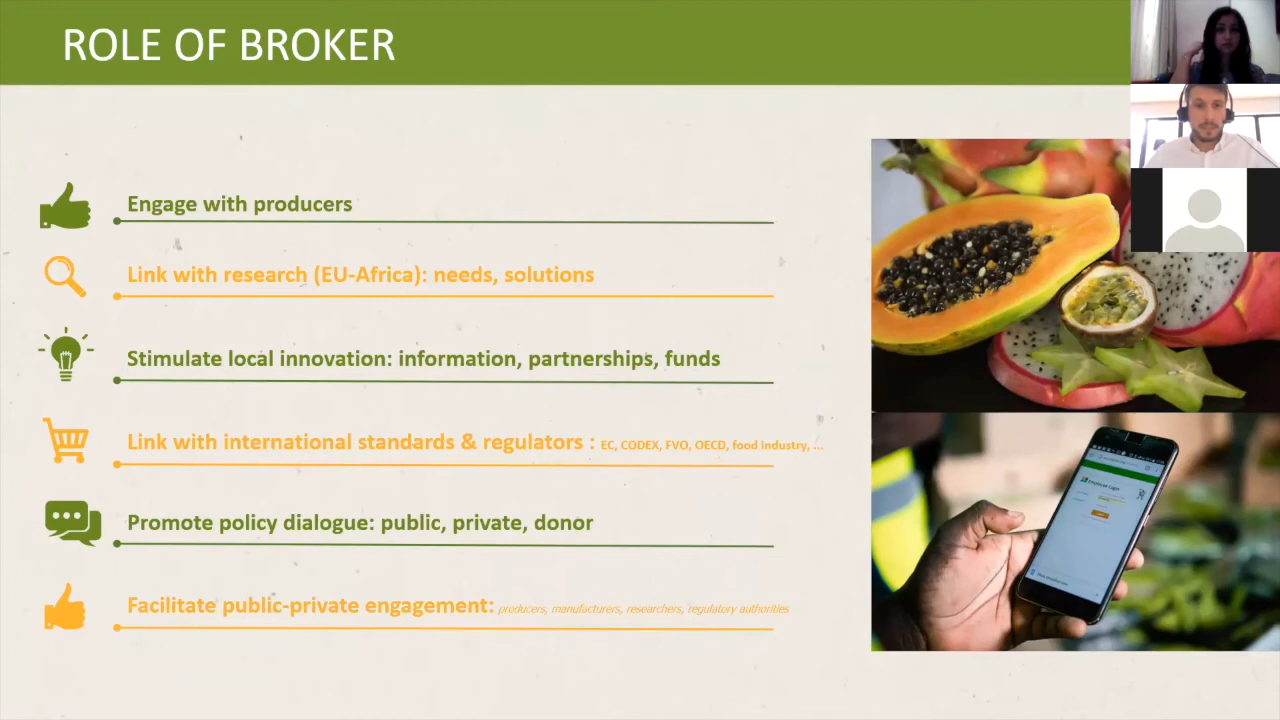 ROLE OF BROKER
Engage with producers
Link with research (EU-Africa): needs, solutions
Stimulate local innovation: information, partnerships, funds
Link with international standards & regulators : EC, CODEX, FVO, OECD, food Industry, ...
Promote policy dialogue: public, private, donor
Facilitate public-private engagement: producers, manufacturers, researchers, regulatory authorities
Employee Login